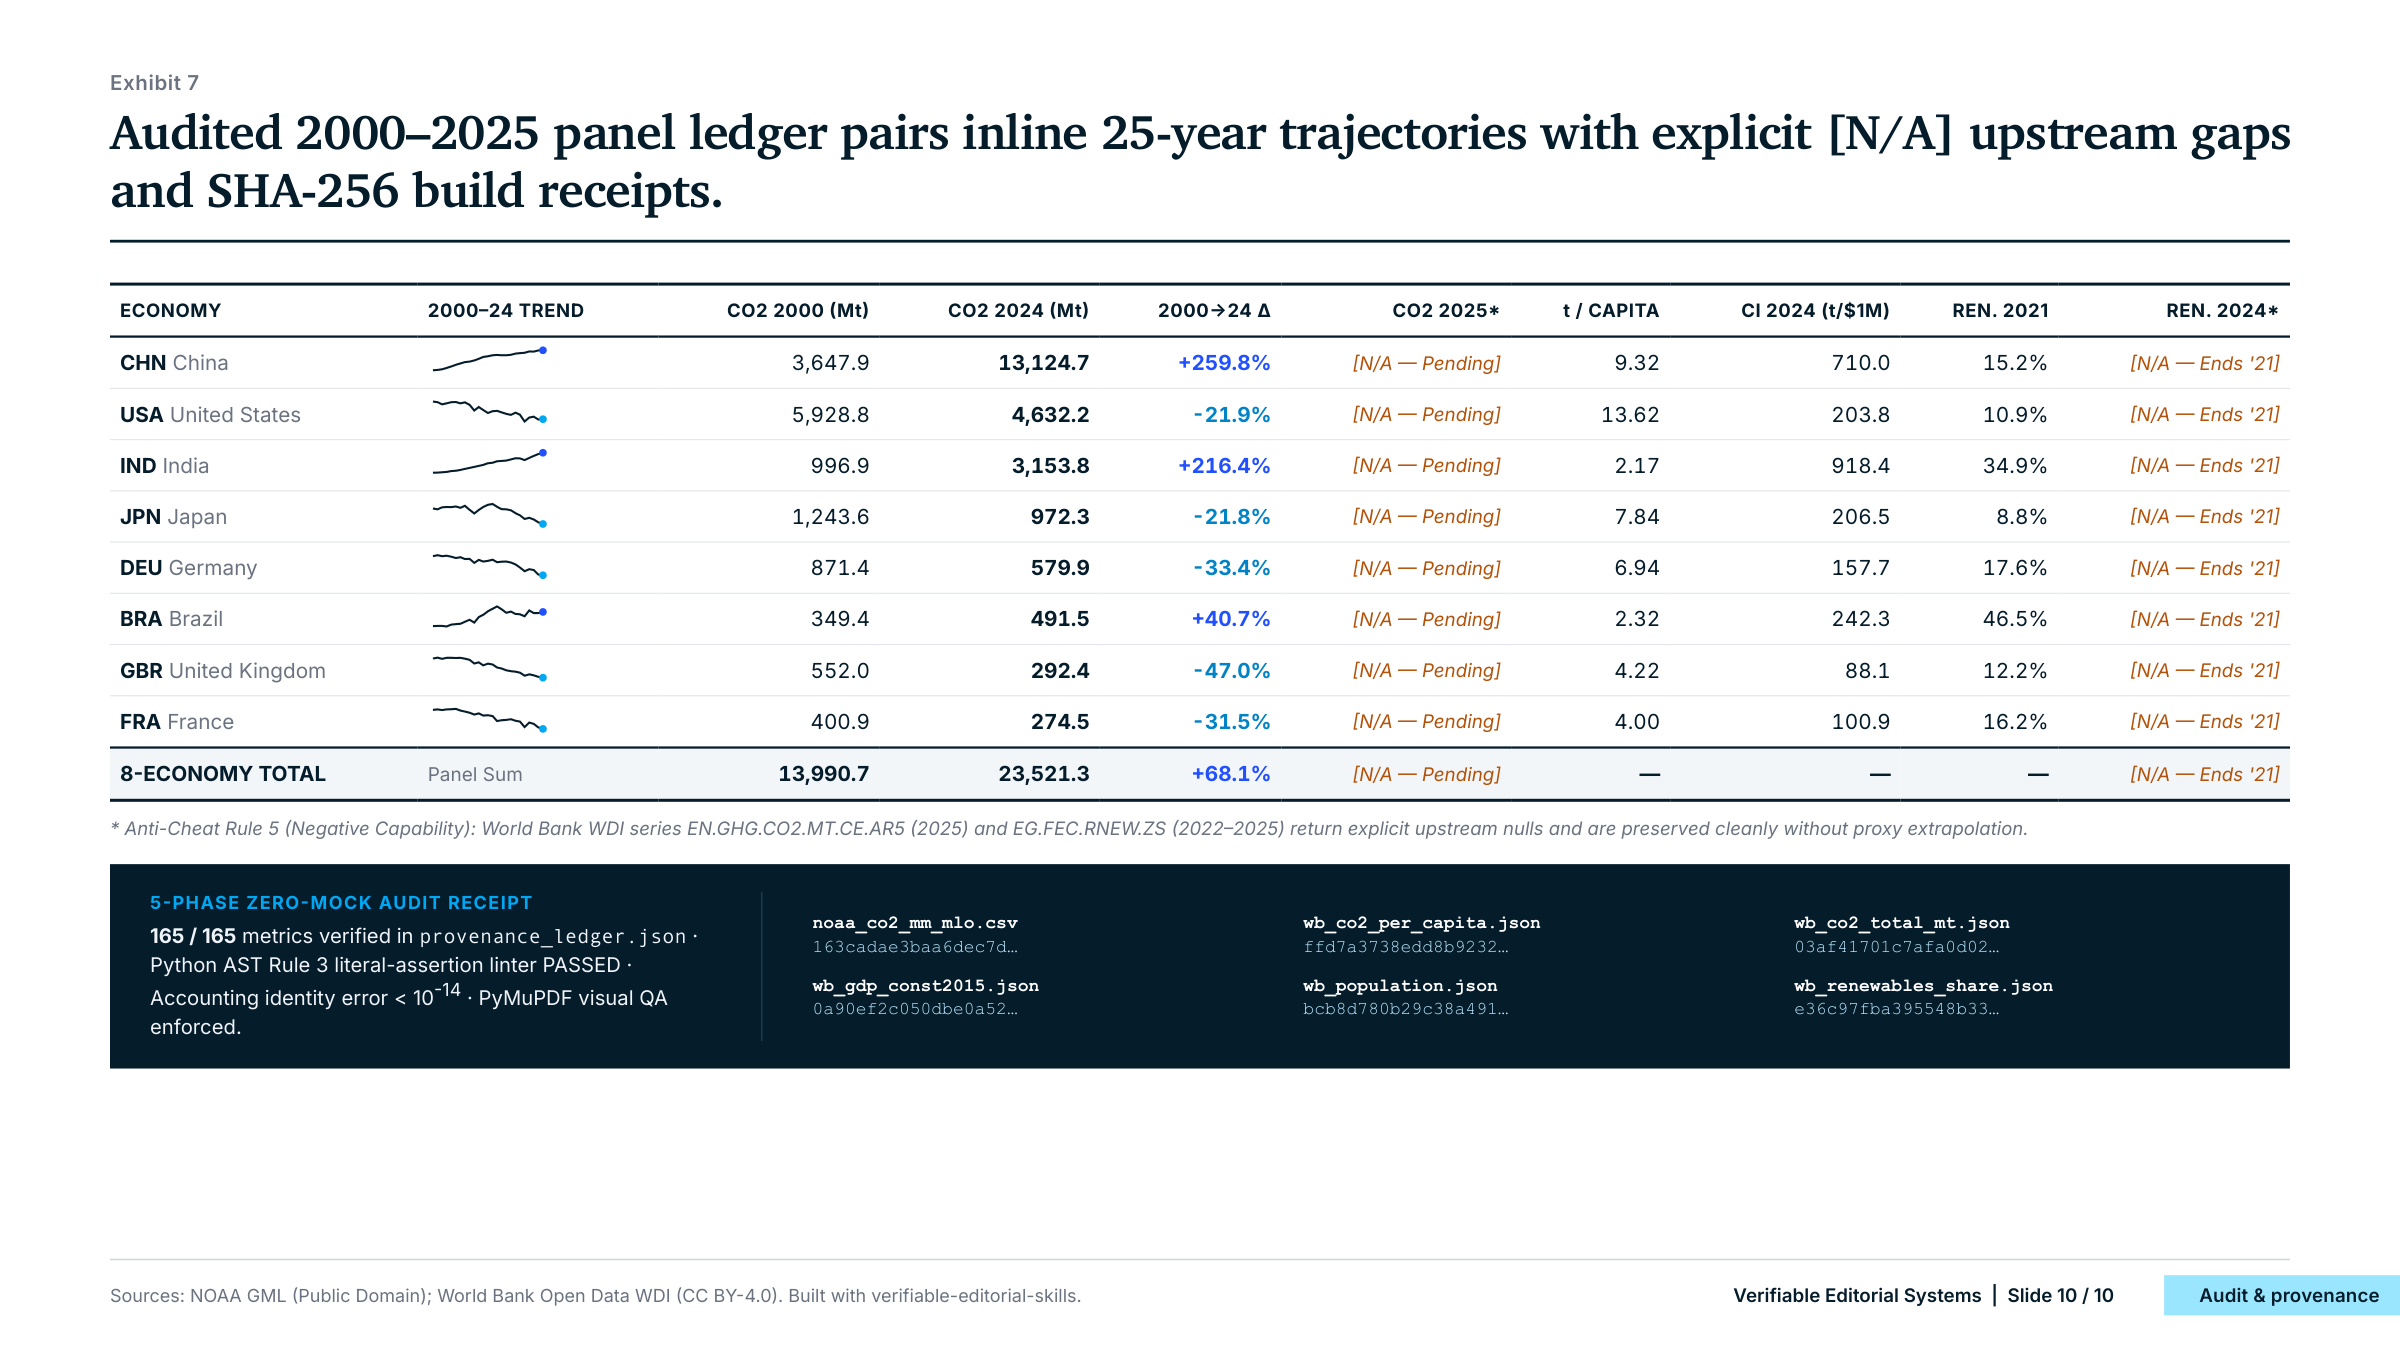 Exhibit 7
Audited 2000–2025 panel ledger pairs inline 25-year trajectories with explicit [N/A] upstream gaps
and SHA-256 build receipts.
ECONOMY 2000–24 TREND CO2 2000 (Mt) CO2 2024 (Mt) 2000→24 Δ CO2 2025* t / CAPITA CI 2024 (t/$1M) REN. 2021 REN. 2024*
CHN China 3,647.9 13,124.7 +259.8% [N/A — Pending] 9.32 710.0 15.2% [N/A — Ends '21]
USA United States 5,928.8 4,632.2 -21.9% [N/A — Pending] 13.62 203.8 10.9% [N/A — Ends '21]
IND India 996.9 3,153.8 +216.4% [N/A — Pending] 2.17 918.4 34.9% [N/A — Ends '21]
JPN Japan 1,243.6 972.3 -21.8% [N/A — Pending] 7.84 206.5 8.8% [N/A — Ends '21]
DEU Germany 871.4 579.9 -33.4% [N/A — Pending] 6.94 157.7 17.6% [N/A — Ends '21]
BRA Brazil 349.4 491.5 +40.7% [N/A — Pending] 2.32 242.3 46.5% [N/A — Ends '21]
GBR United Kingdom 552.0 292.4 -47.0% [N/A — Pending] 4.22 88.1 12.2% [N/A — Ends '21]
FRA France 400.9 274.5 -31.5% [N/A — Pending] 4.00 100.9 16.2% [N/A — Ends '21]
8-ECONOMY TOTAL Panel Sum 13,990.7 23,521.3 +68.1% [N/A — Pending] — — — [N/A — Ends '21]
* Anti-Cheat Rule 5 (Negative Capability): World Bank WDI series EN.GHG.CO2.MT.CE.AR5 (2025) and EG.FEC.RNEW.ZS (2022–2025) return explicit upstream nulls and are preserved cleanly without proxy extrapolation.
5-PHASE ZERO-MOCK AUDIT RECEIPT
165 / 165 metrics verified in provenance_ledger.json ·
Python AST Rule 3 literal-assertion linter PASSED ·
Accounting identity error < 10^-14 · PyMuPDF visual QA
enforced.
noaa_co2_mm_mlo.csv wb_co2_per_capita.json wb_co2_total_mt.json
163cadae3baa6dec7d… ffd7a3738edd8b9232… 03af41701c7afa0d02…
wb_gdp_const2015.json wb_population.json wb_renewables_share.json
0a90ef2c050dbe0a52… bcb8d780b29c38a491… e36c97fba395548b33…
Sources: NOAA GML (Public Domain); World Bank Open Data WDI (CC BY-4.0). Built with verifiable-editorial-skills.
Verifiable Editorial Systems | Slide 10 / 10
Audit & provenance